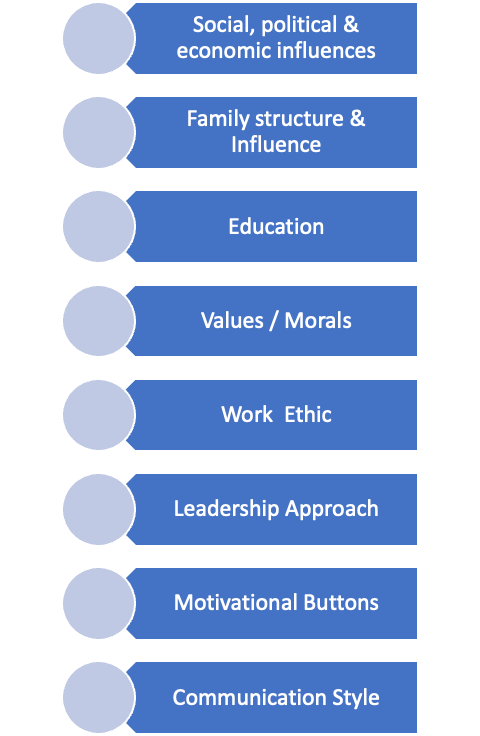 Social, political &
economic influences
Family structure &
Influence
Education
Values / Morals
Work  Ethic
Leadership Approach
Motivational Buttons
Communication Style